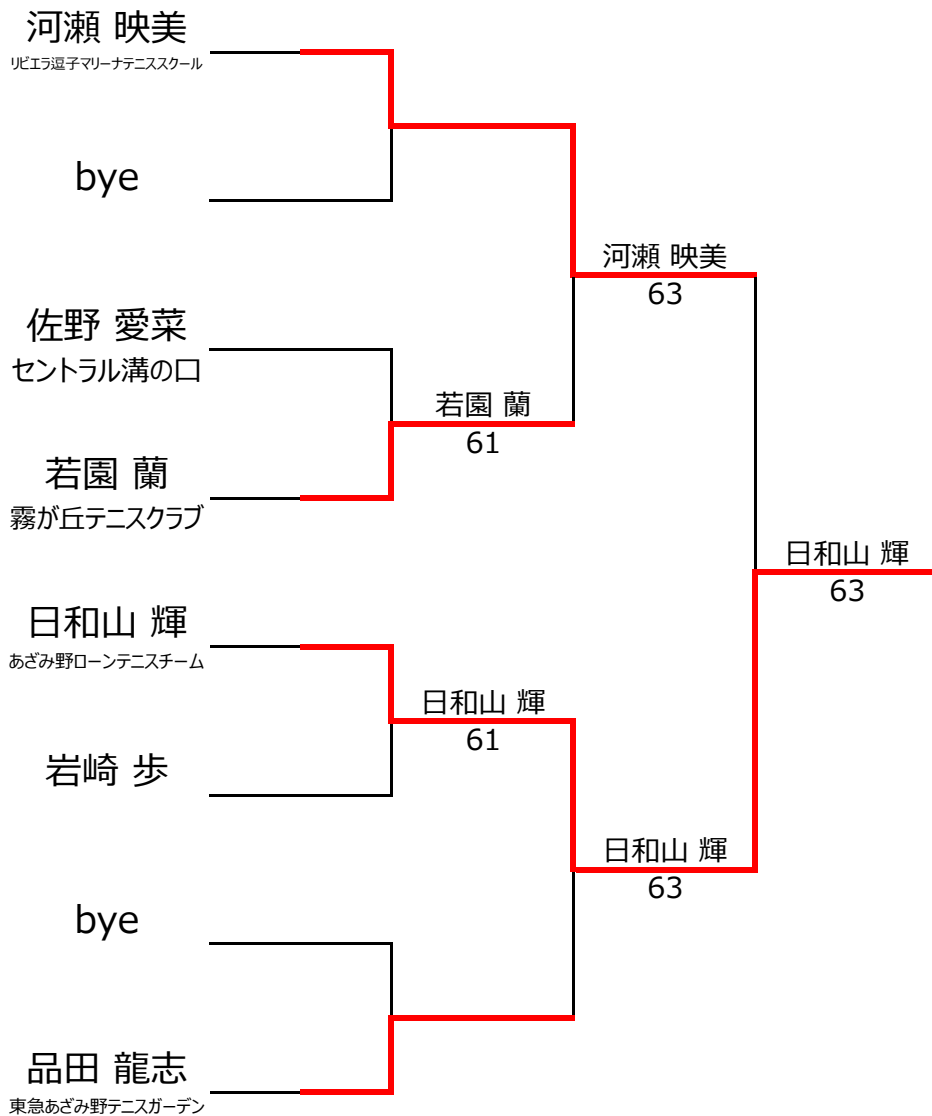 河瀬 映美
リビエラ逗子マリーナテニススクール
bye
河瀬 映美
63
佐野 愛菜
セントラル溝の口
若園 蘭
61
若園 蘭
霧が丘テニスクラブ
日和山 輝
63
日和山 輝
あざみ野ローンテニスチーム
日和山 輝
61
岩崎 歩
日和山 輝
63
bye
品田 龍志
東急あざみ野テニスガーデン